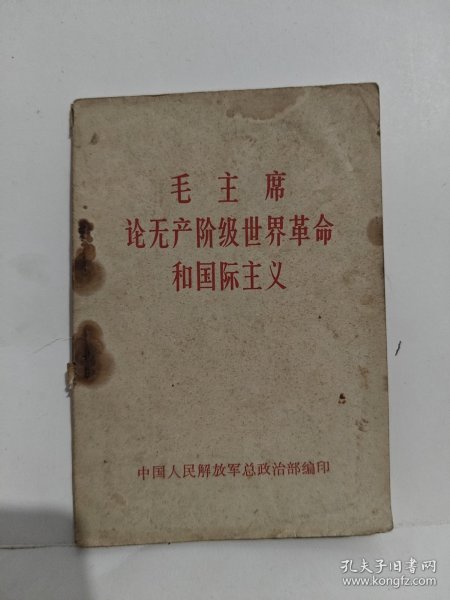 毛主席
论无产阶级世界革命
和国际主义
中国人民解放军总政治部编印
孔夫子旧书网
www.kongfz.com